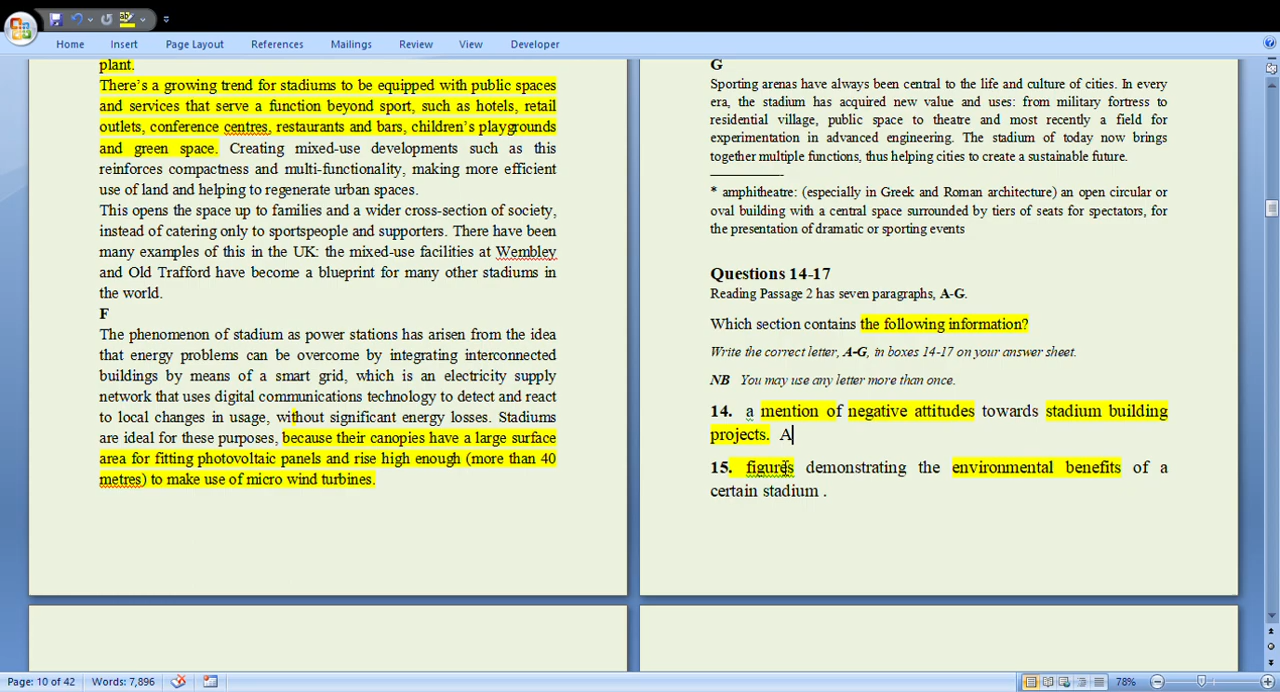 Home Insert Page Layout References Mailings Review View Developer
plant.
There's a growing trend for stadiums to be equipped with public spaces
and services that serve a function beyond sport, such as hotels, retail
outlets, conference centres, restaurants and bars, children's playgrounds
and green space. Creating mixed-use developments such as this
reinforces compactness and multi-functionality, making more efficient
use of land and helping to regenerate urban spaces.
This opens the space up to families and a wider cross-section of society,
instead of catering only to sportspeople and supporters. There have been
many examples of this in the UK: the mixed-use facilities at Wembley
and Old Trafford have become a blueprint for many other stadiums in
the world.
F
The phenomenon of stadium as power stations has arisen from the idea
that energy problems can be overcome by integrating interconnected
buildings by means of a smart grid, which is an electricity supply
network that uses digital communications technology to detect and react
to local changes in usage, without significant energy losses. Stadiums
are ideal for these purposes, because their canopies have a large surface
area for fitting photovoltaic panels and rise high enough (more than 40
metres) to make use of micro wind turbines.
G
Sporting arenas have always been central to the life and culture of cities. In every
era, the stadium has acquired new value and uses: from military fortress to
residential village, public space to theatre and most recently a field for
experimentation in advanced engineering. The stadium of today now brings
together multiple functions, thus helping cities to create a sustainable future.
* amphitheatre: (especially in Greek and Roman architecture) an open circular or
oval building with a central space surrounded by tiers of seats for spectators, for
the presentation of dramatic or sporting events
Questions 14-17
Reading Passage 2 has seven paragraphs, A-G.
Which section contains the following information?
Write the correct letter, A-G, in boxes 14-17 on your answer sheet.
NB You may use any letter more than once.
14. a mention of negative attitudes towards stadium building
projects. A
15. figures demonstrating the environmental benefits of a
certain stadium .
Page: 10 of 42 Words: 7,896 78%